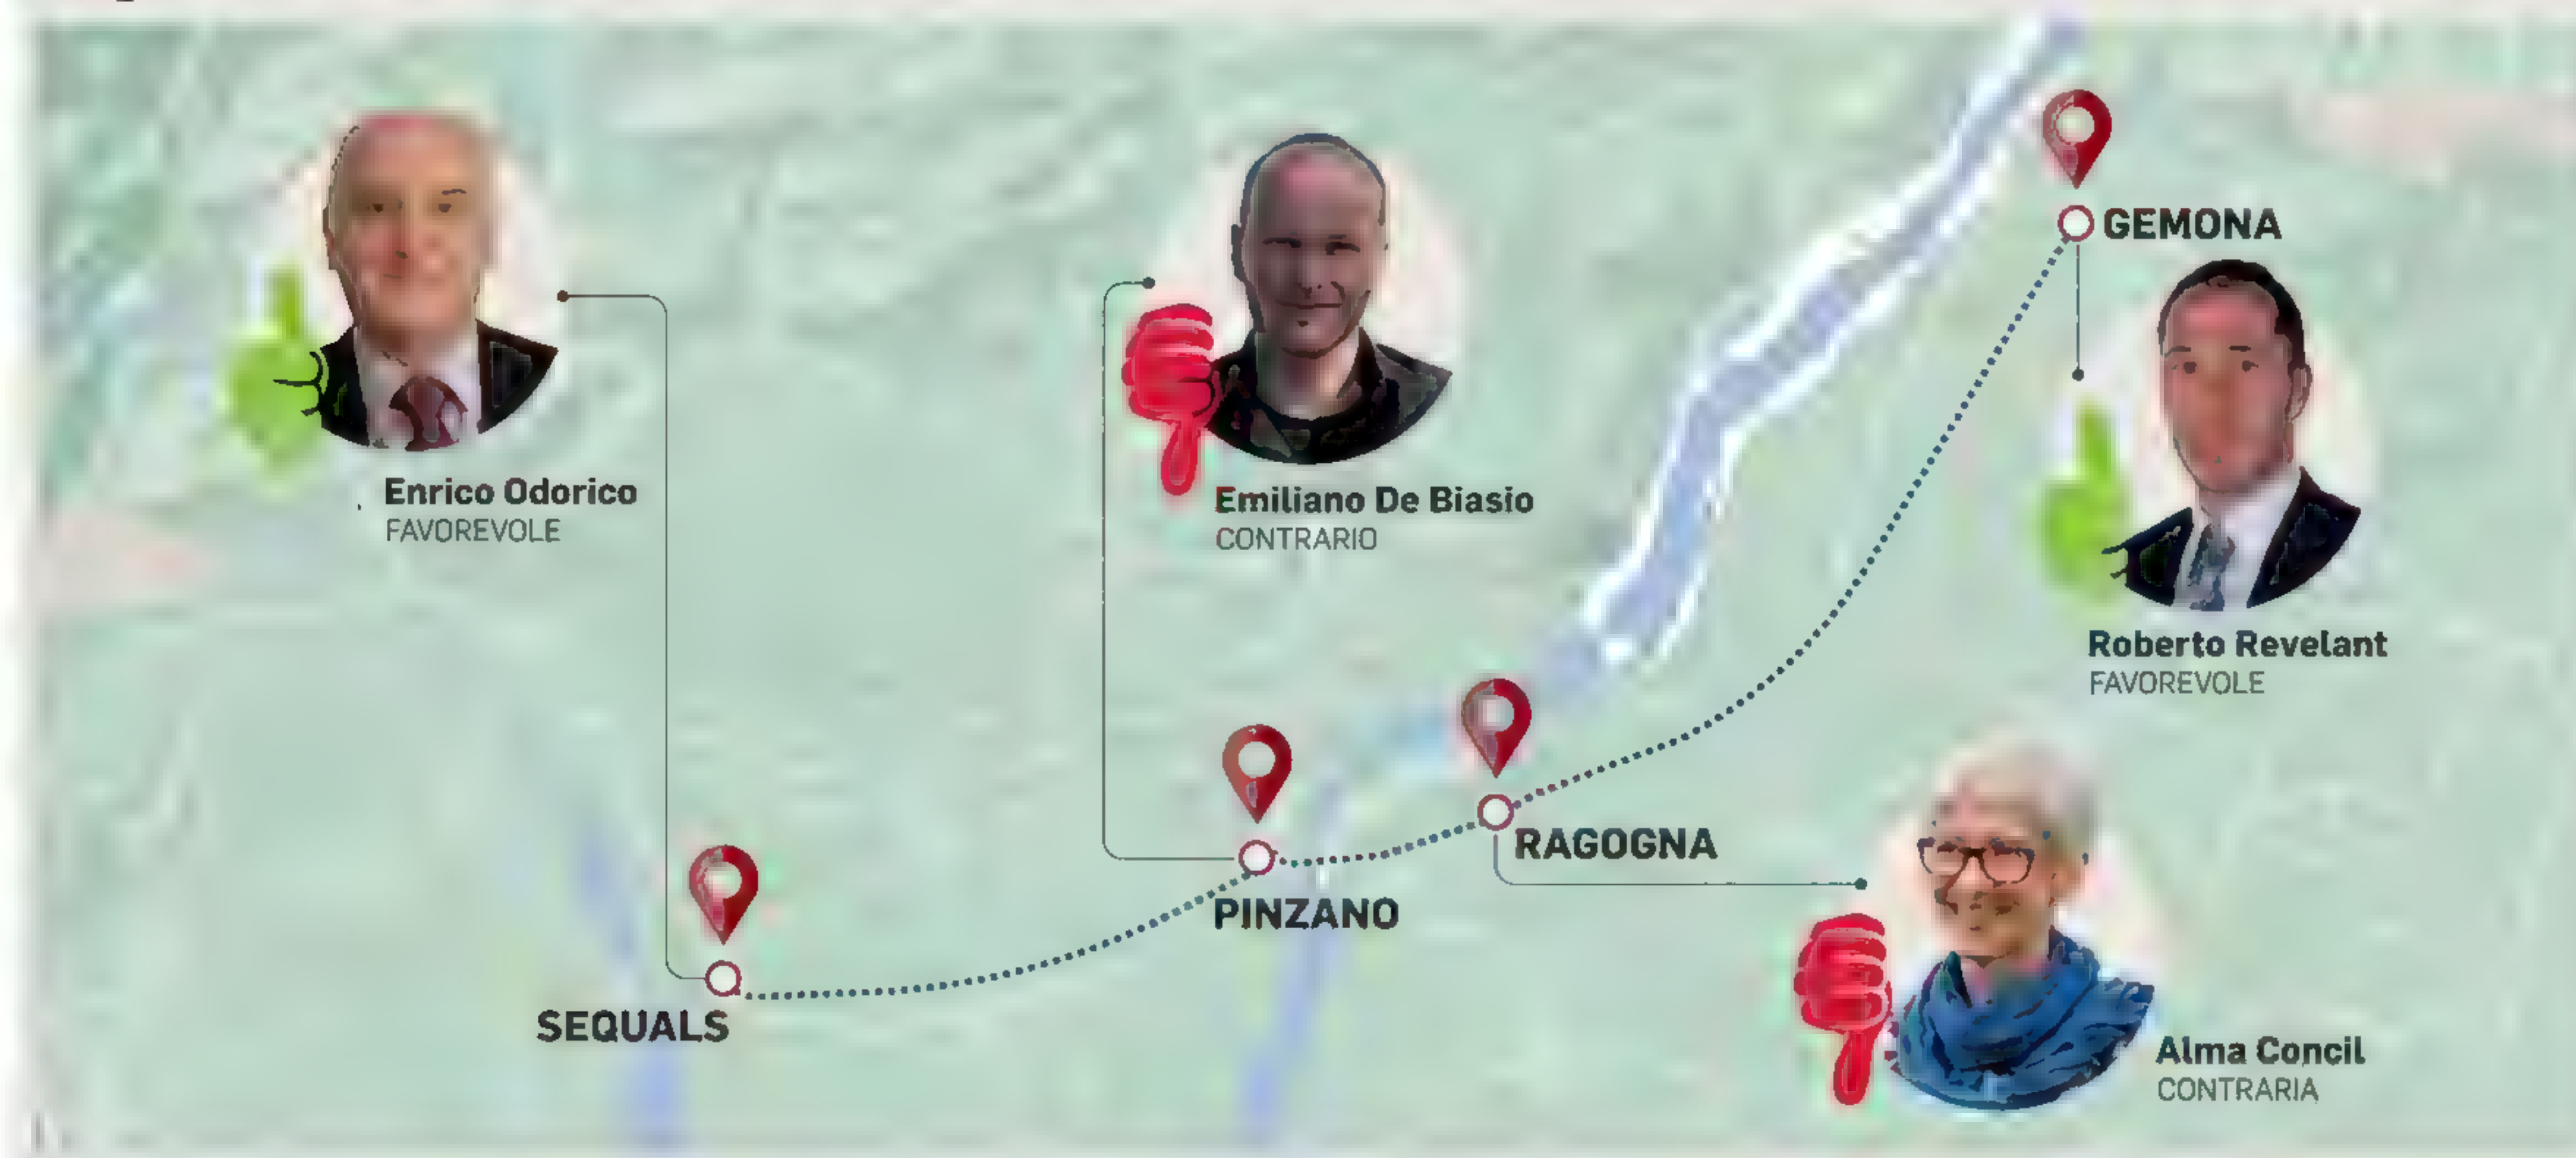 GEMONA
Enrico Odorico
FAVOREVOLE
Emiliano De Biasio
CONTRARIO
Roberto Revelant
FAVOREVOLE
RAGOGNA
PINZANO
SEQUALS
Alma Concil
CONTRARIA